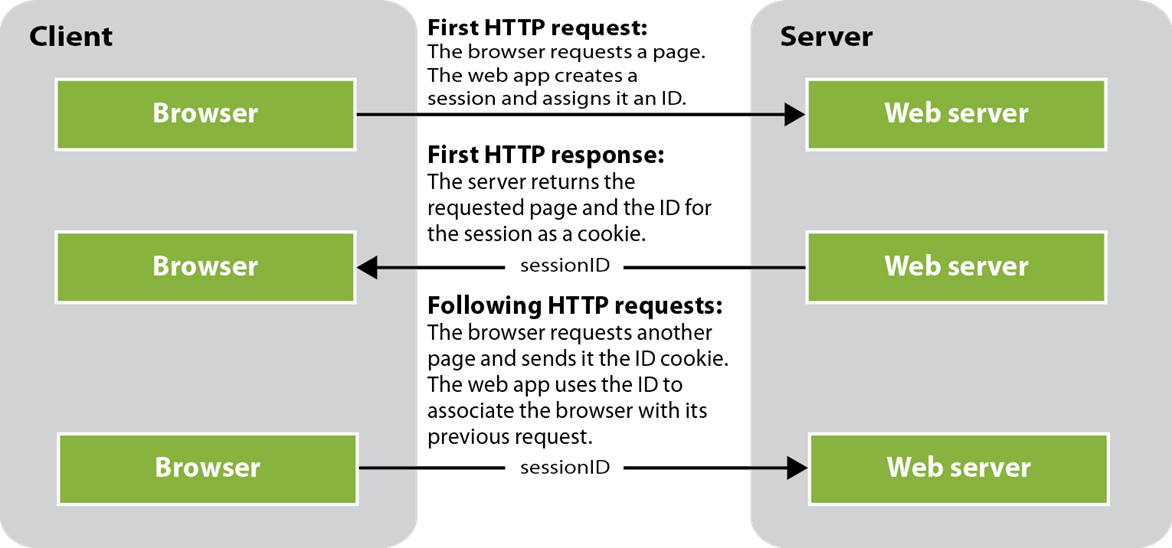 Client
Server
First HTTP request:
The browser requests a page.
The web app creates a
session and assigns it an ID.
Browser
Web server
First HTTP response:
The server returns the
requested page and the ID for
the session as a cookie.
Browser
sessionID
Web server
Following HTTP requests:
The browser requests another
page and sends it the ID cookie.
The web app uses the ID to
associate the browser with its
previous request.
Browser
sessionID
Web server